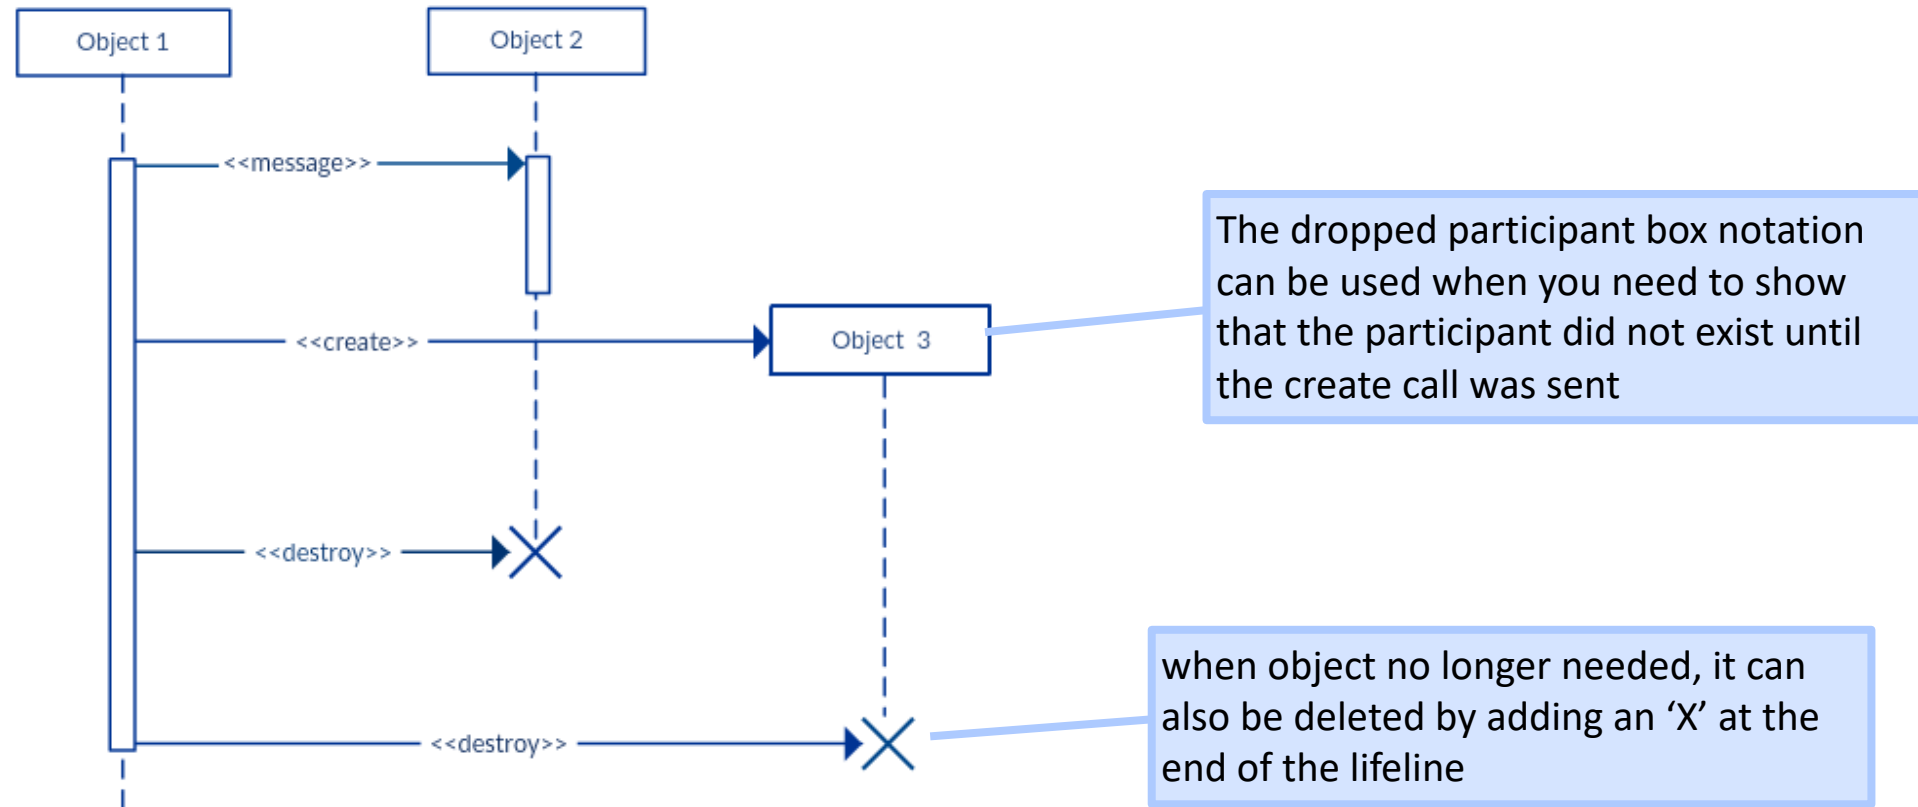 Object 1
Object 2
<<message>>
The dropped participant box notation
can be used when you need to show
that the participant did not exist until
the create call was sent
<<create>>
Object 3
<<destroy>>
when object no longer needed, it can
also be deleted by adding an ‘X’ at the
end of the lifeline
<<destroy>>